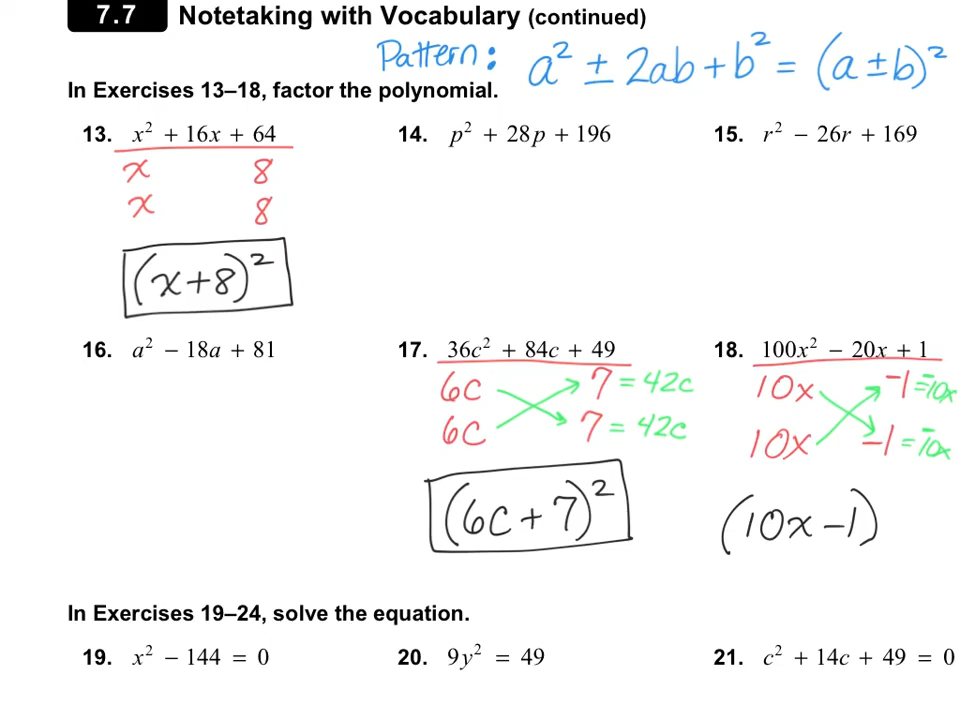 7.7 Notetaking with Vocabulary (continued)
Pattern: a² ± 2ab + b² = (a ± b)²
In Exercises 13–18, factor the polynomial.
13. x² + 16x + 64 14. p² + 28p + 196 15. r² − 26r + 169
x 8
x 8
(x+8)²
16. a² − 18a + 81 17. 36c² + 84c + 49 18. 100x² − 20x + 1
6c 7 = 42c 10x -1 = -10x
6c 7 = 42c 10x -1 = -10x
(6c + 7)² (10x − 1)
In Exercises 19–24, solve the equation.
19. x² − 144 = 0 20. 9y² = 49 21. c² + 14c + 49 = 0